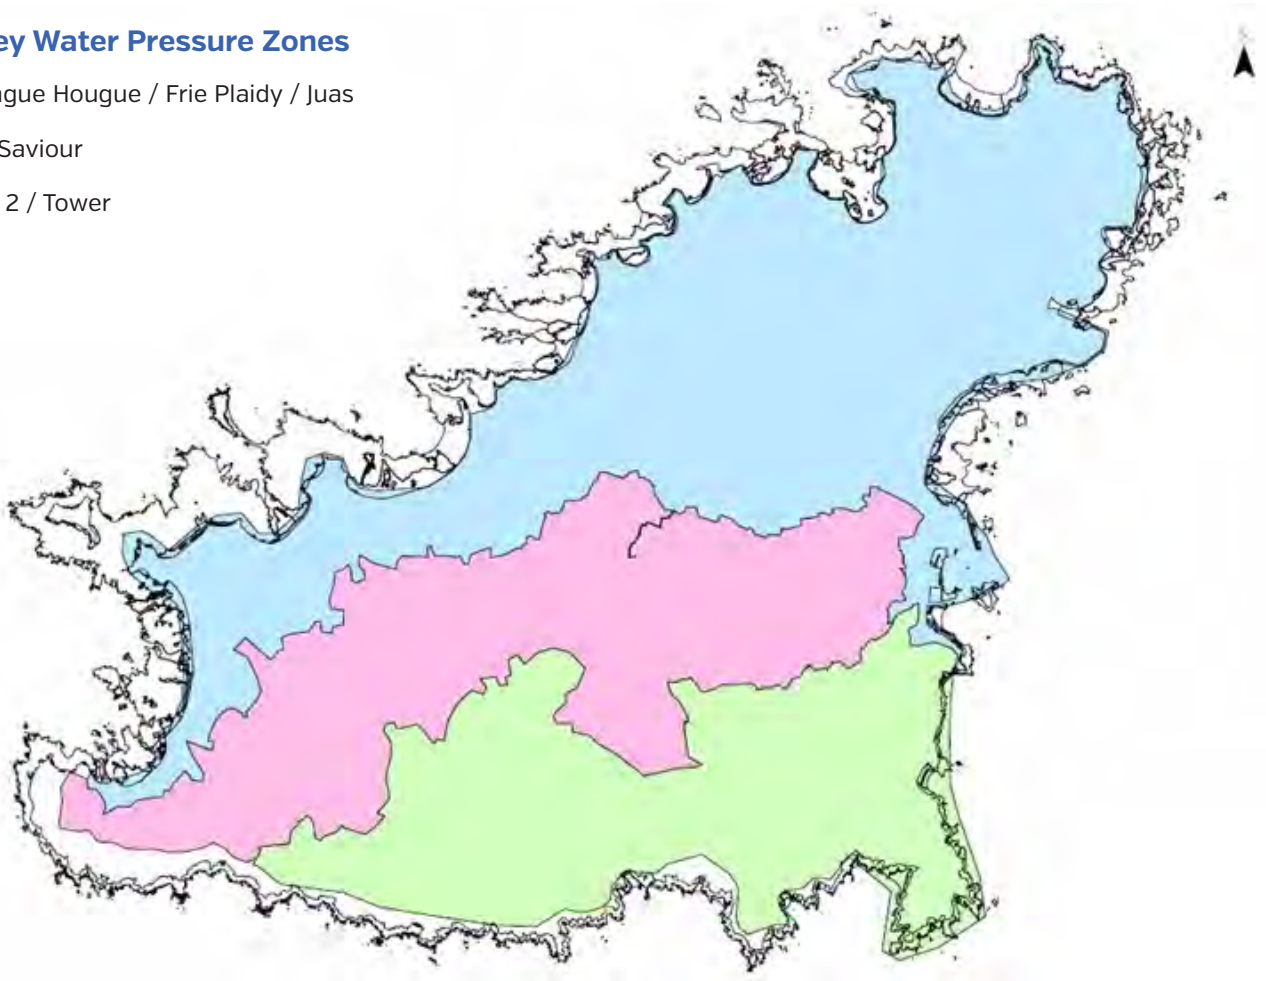 ey Water Pressure Zones
gue Hougue / Frie Plaidy / Juas
Saviour
2 / Tower